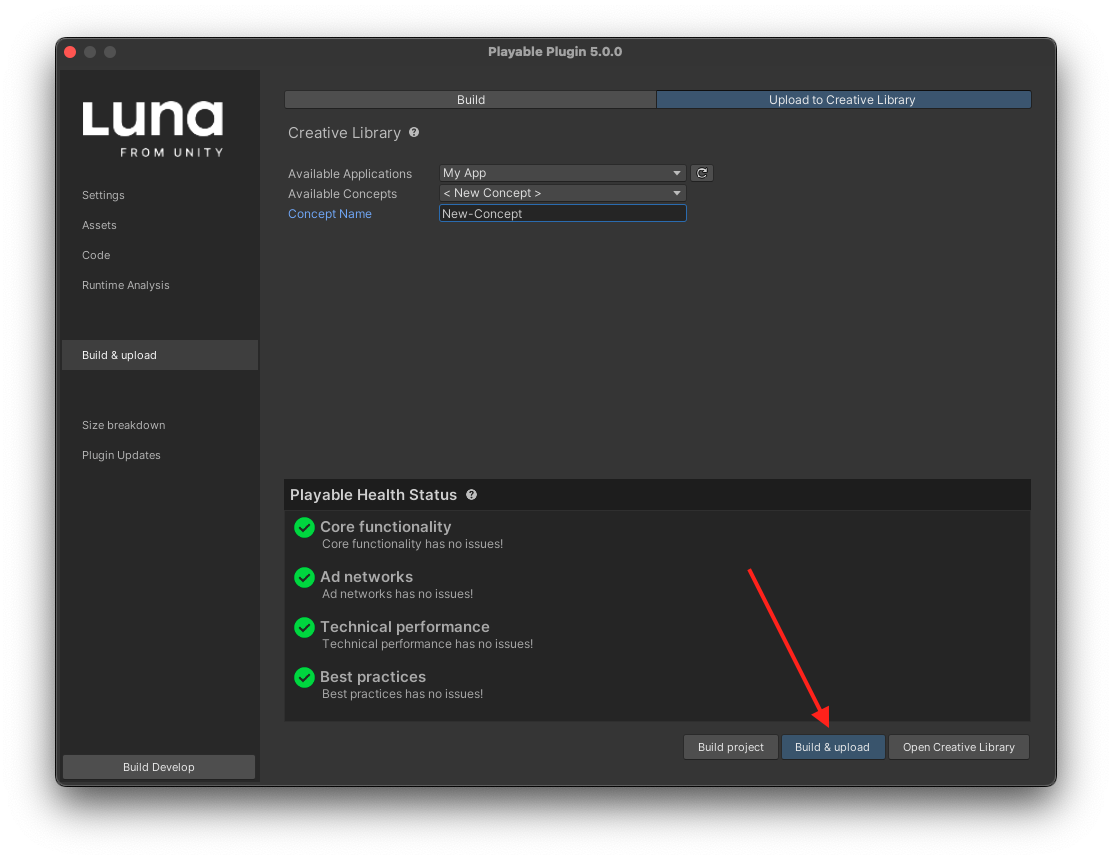 Playable Plugin 5.0.0
Luna
FROM UNITY
Settings
Assets
Code
Runtime Analysis
Build & upload
Size breakdown
Plugin Updates
Build Develop
Build
Upload to Creative Library
Creative Library ?
Available Applications My App
Available Concepts < New Concept >
Concept Name New-Concept
Playable Health Status ?
Core functionality
Core functionality has no issues!
Ad networks
Ad networks has no issues!
Technical performance
Technical performance has no issues!
Best practices
Best practices has no issues!
Build project
Build & upload
Open Creative Library